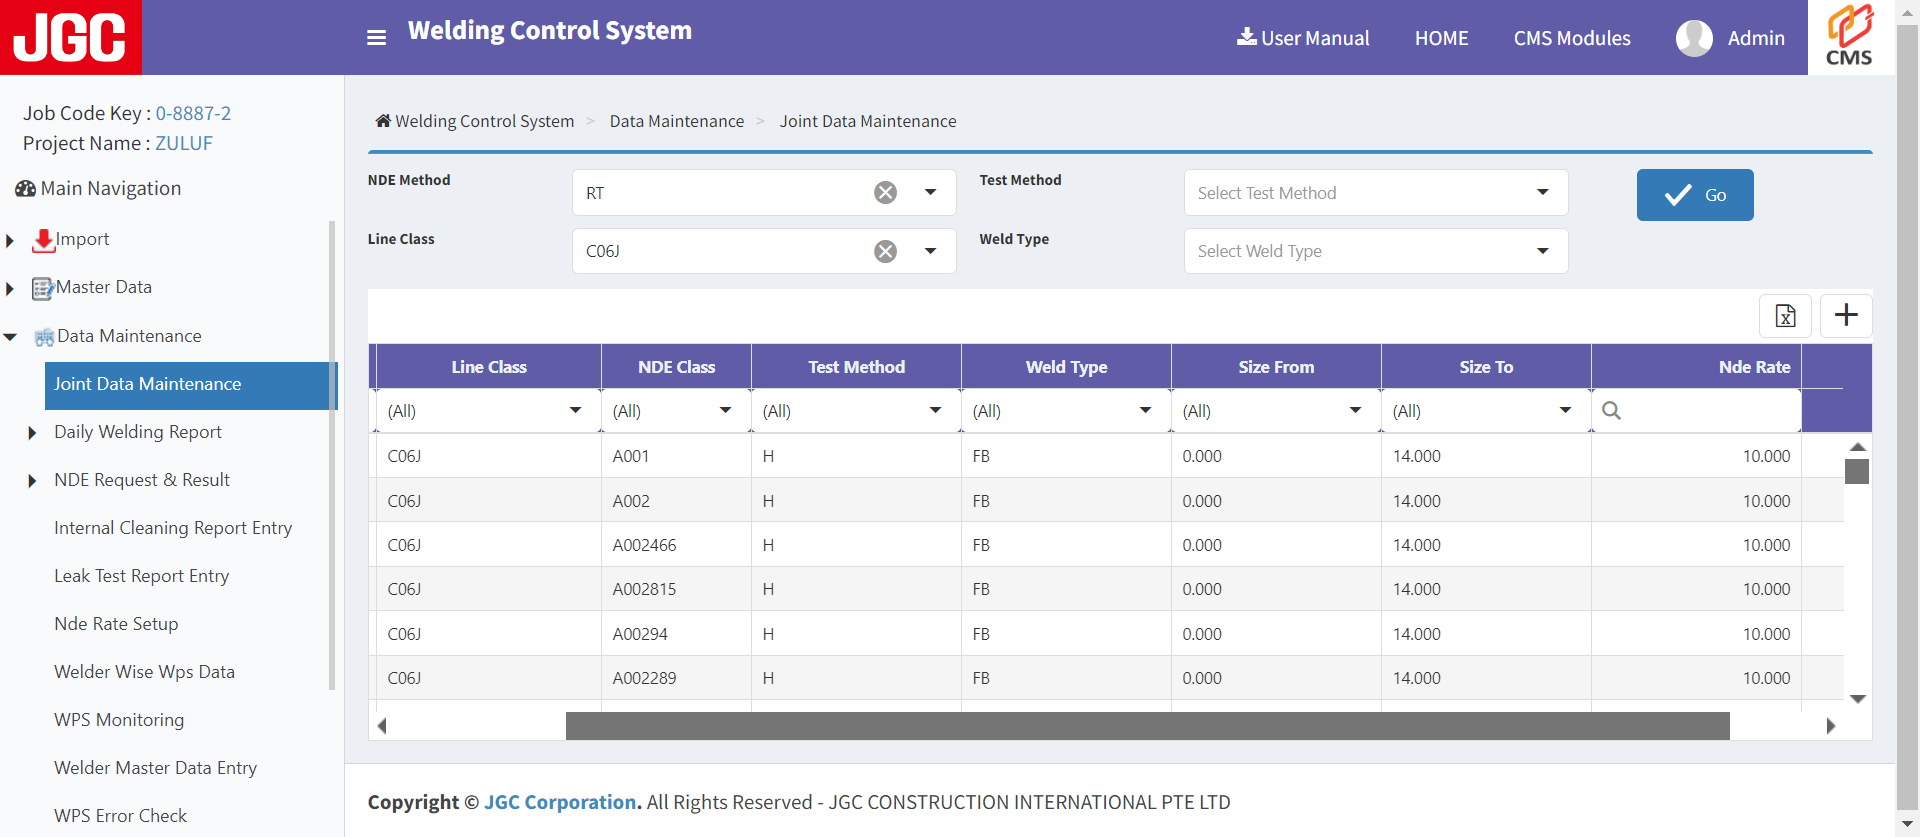 JGC
Welding Control System
User Manual
HOME
CMS Modules
Admin
CMS
Job Code Key : 0-8887-2
Project Name : ZULUF
Main Navigation
Import
Master Data
Data Maintenance
Joint Data Maintenance
Daily Welding Report
NDE Request & Result
Internal Cleaning Report Entry
Leak Test Report Entry
Nde Rate Setup
Welder Wise Wps Data
WPS Monitoring
Welder Master Data Entry
WPS Error Check
Welding Control System > Data Maintenance > Joint Data Maintenance
NDE Method RT Test Method Select Test Method Go
Line Class C06J Weld Type Select Weld Type
Line Class NDE Class Test Method Weld Type Size From Size To Nde Rate
(All) (All) (All) (All) (All) (All)
C06J A001 H FB 0.000 14.000 10.000
C06J A002 H FB 0.000 14.000 10.000
C06J A002466 H FB 0.000 14.000 10.000
C06J A002815 H FB 0.000 14.000 10.000
C06J A00294 H FB 0.000 14.000 10.000
C06J A002289 H FB 0.000 14.000 10.000
Copyright © JGC Corporation. All Rights Reserved - JGC CONSTRUCTION INTERNATIONAL PTE LTD